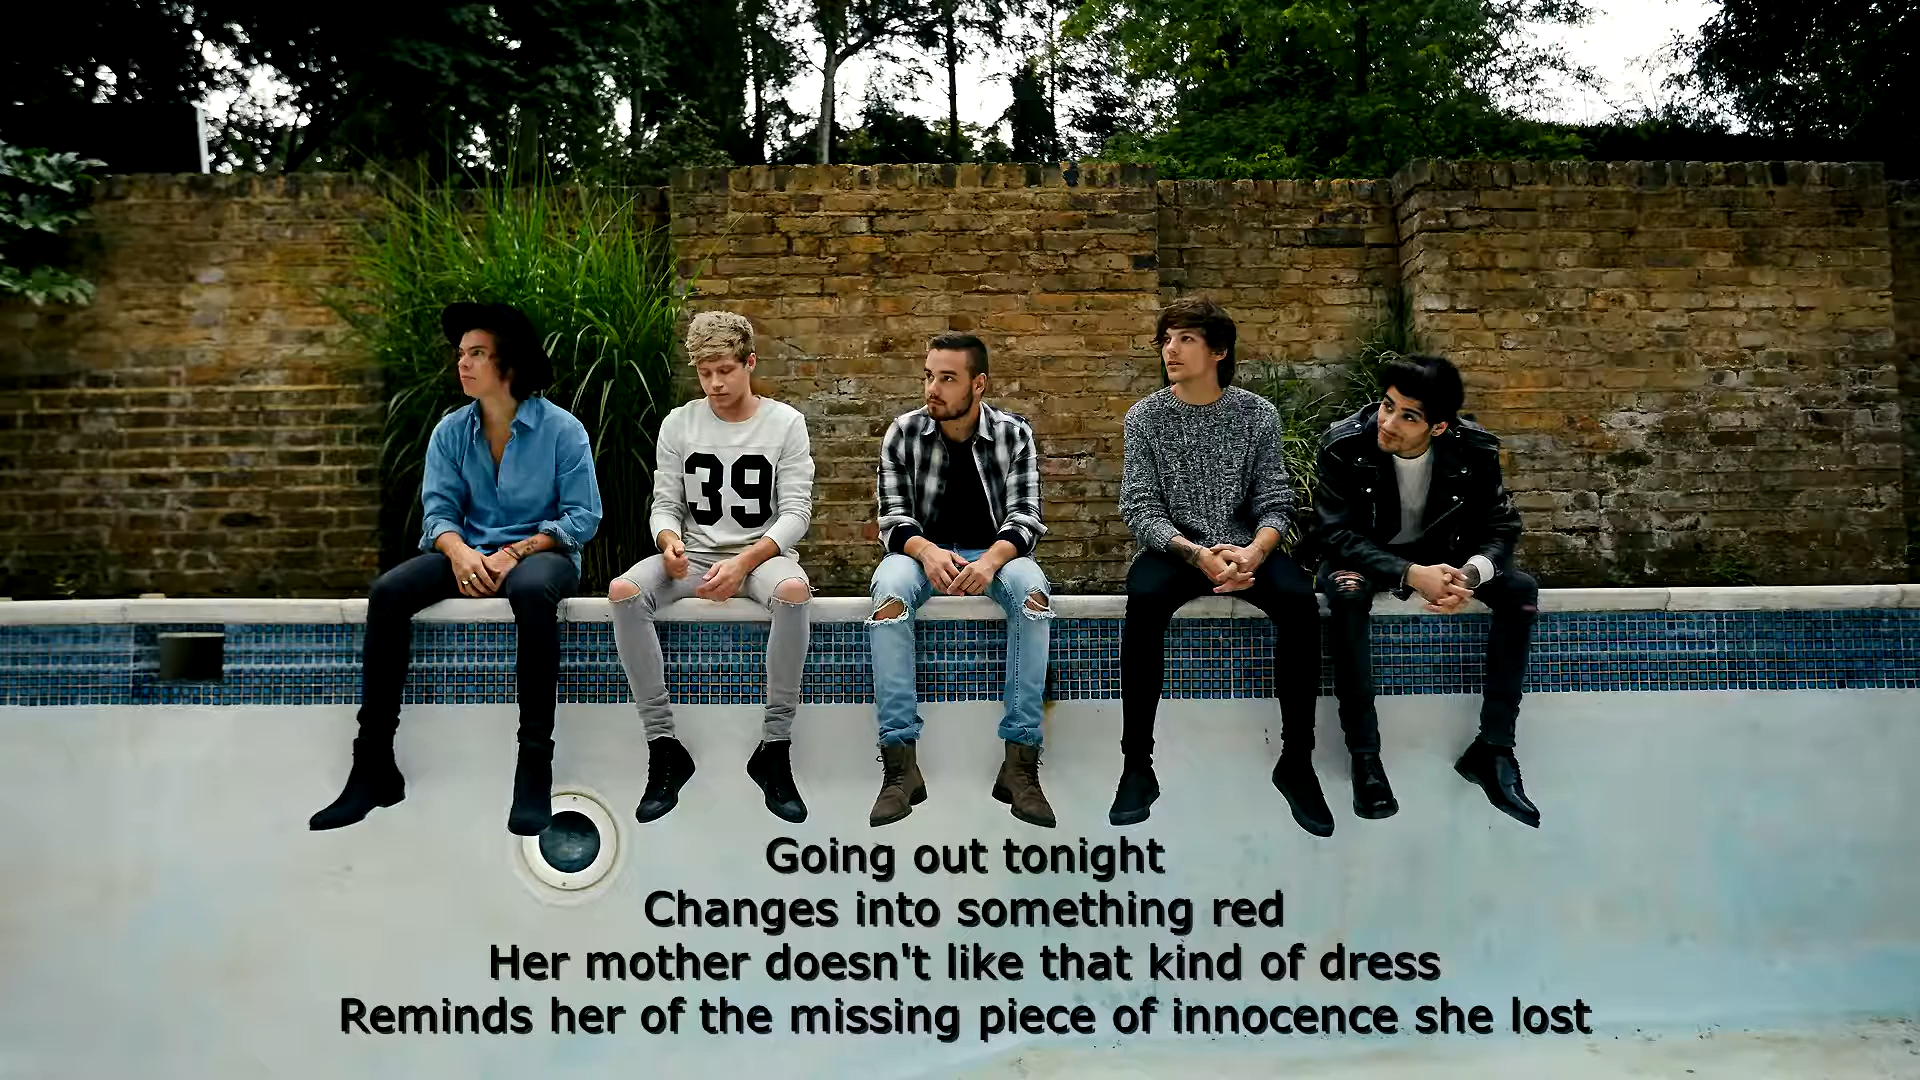 39
Going out tonight
Changes into something red
Her mother doesn't like that kind of dress
Reminds her of the missing piece of innocence she lost